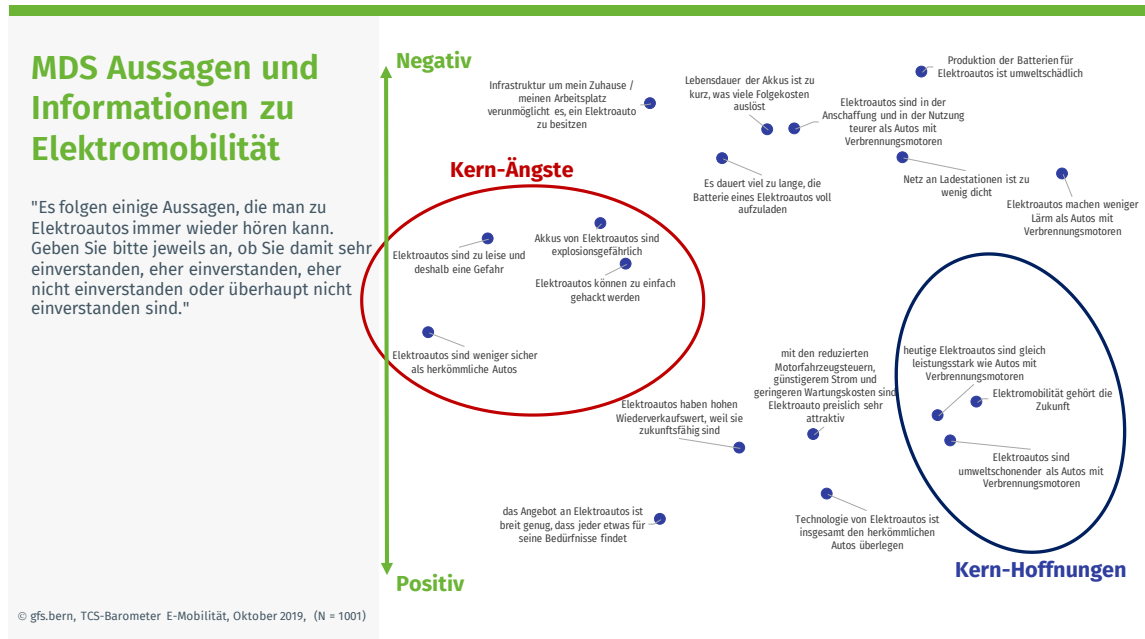 MDS Aussagen und
Informationen zu
Elektromobilität
"Es folgen einige Aussagen, die man zu
Elektroautos immer wieder hören kann.
Geben Sie bitte jeweils an, ob Sie damit sehr
einverstanden, eher einverstanden, eher
nicht einverstanden oder überhaupt nicht
einverstanden sind."
© gfs.bern, TCS-Barometer E-Mobilität, Oktober 2019, (N = 1001)
Negativ
Infrastruktur um mein Zuhause /
meinen Arbeitsplatz
verunmöglicht es, ein Elektroauto
zu besitzen
Lebensdauer der Akkus ist zu
kurz, was viele Folgekosten
auslöst
Produktion der Batterien für
Elektroautos ist umweltschädlich
Elektroautos sind in der
Anschaffung und in der Nutzung
teurer als Autos mit
Verbrennungsmotoren
Es dauert viel zu lange, die
Batterie eines Elektroautos voll
aufzuladen
Netz an Ladestationen ist zu
wenig dicht
Elektroautos machen weniger
Lärm als Autos mit
Verbrennungsmotoren
Kern-Ängste
Elektroautos sind zu leise und
deshalb eine Gefahr
Akkus von Elektroautos sind
explosionsgefährlich
Elektroautos können zu einfach
gehackt werden
Elektroautos sind weniger sicher
als herkömmliche Autos
mit den reduzierten
Motorfahrzeugsteuern,
günstigerem Strom und
geringeren Wartungskosten sind
Elektroauto preislich sehr
attraktiv
heutige Elektroautos sind gleich
leistungsstark wie Autos mit
Verbrennungsmotoren
Elektromobilität gehört die
Zukunft
Elektroautos haben hohen
Wiederverkaufswert, weil sie
zukunftsfähig sind
Elektroautos sind
umweltschonender als Autos mit
Verbrennungsmotoren
das Angebot an Elektroautos ist
breit genug, dass jeder etwas für
seine Bedürfnisse findet
Technologie von Elektroautos ist
insgesamt den herkömmlichen
Autos überlegen
Kern-Hoffnungen
Positiv